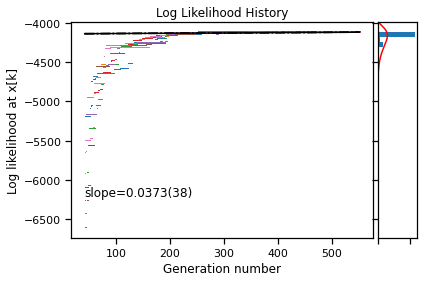 Log Likelihood History
Log likelihood at x[k]
−4000
−4500
−5000
−5500
−6000
−6500
slope=0.0373(38)
100
200
300
400
500
Generation number